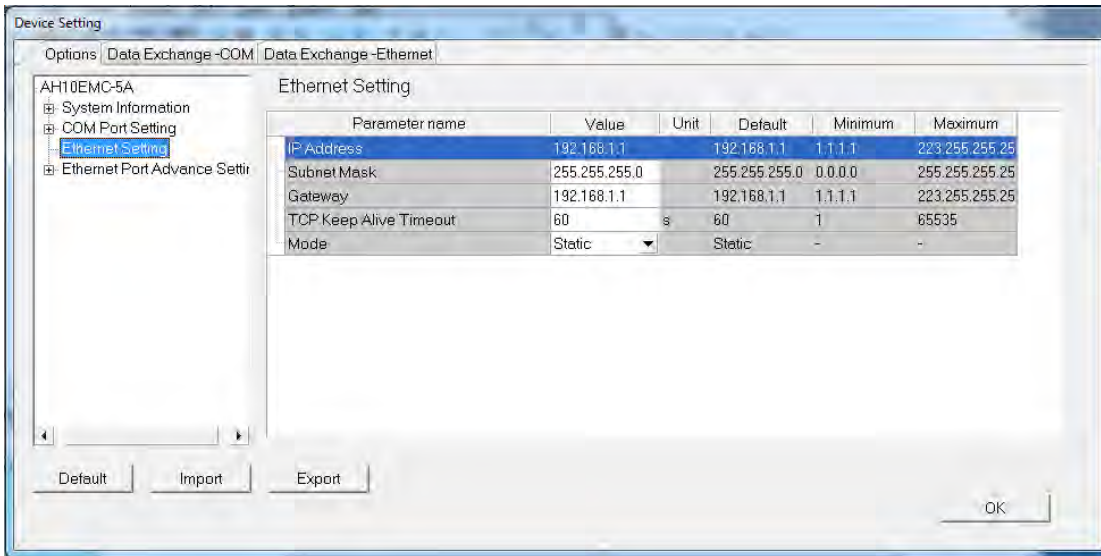 Device Setting
Options Data Exchange -COM Data Exchange -Ethernet
AH10EMC-5A
System Information
COM Port Setting
Ethernet Setting
Ethernet Port Advance Settir
Ethernet Setting
Parameter name Value Unit Default Minimum Maximum
IP Address 192.168.1.1 192.168.1.1 1.1.1.1 223.255.255.25
Subnet Mask 255.255.255.0 255.255.255.0 0.0.0.0 255.255.255.25
Gateway 192.168.1.1 192.168.1.1 1.1.1.1 223.255.255.25
TCP Keep Alive Timeout 60 s 60 1 65535
Mode Static Static - -
Default Import Export
OK